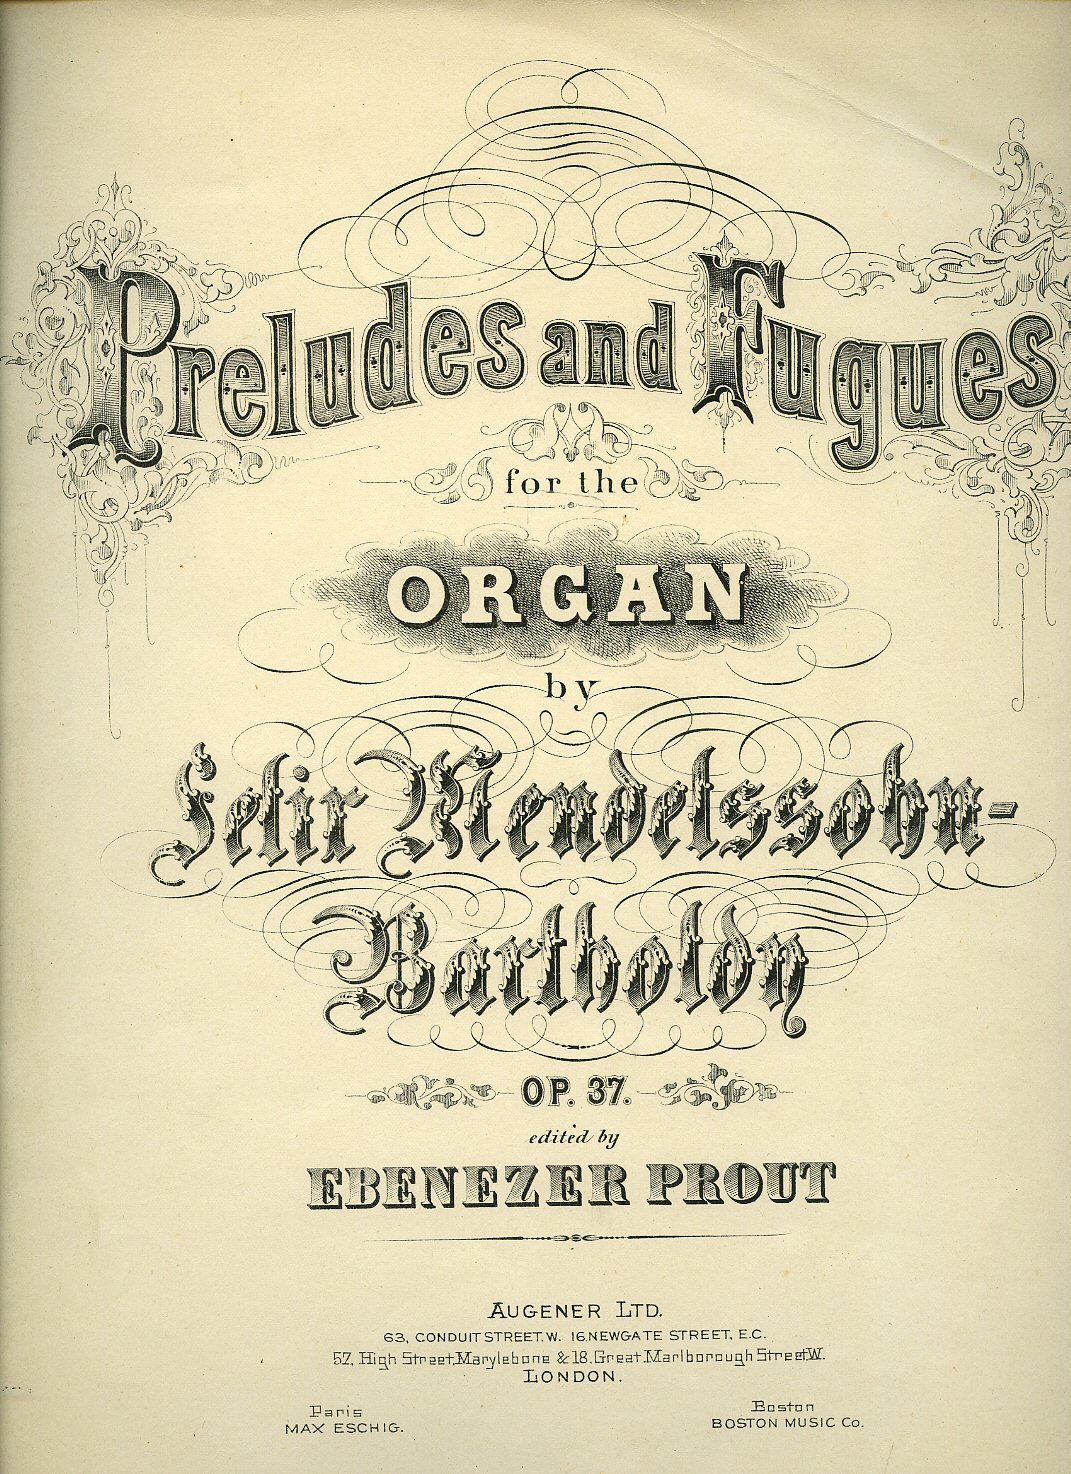 Preludes and Fugues
for the
ORGAN
by
Felix Mendelssohn-
Bartholdy
OP. 37.
edited by
EBENEZER PROUT
AUGENER LTD.
63, CONDUIT STREET, W. 16, NEWGATE STREET, E.C.
57, High Street, Marylebone & 18, Great Marlborough Street, W.
LONDON.
Paris
MAX ESCHIG.
Boston
BOSTON MUSIC Co.